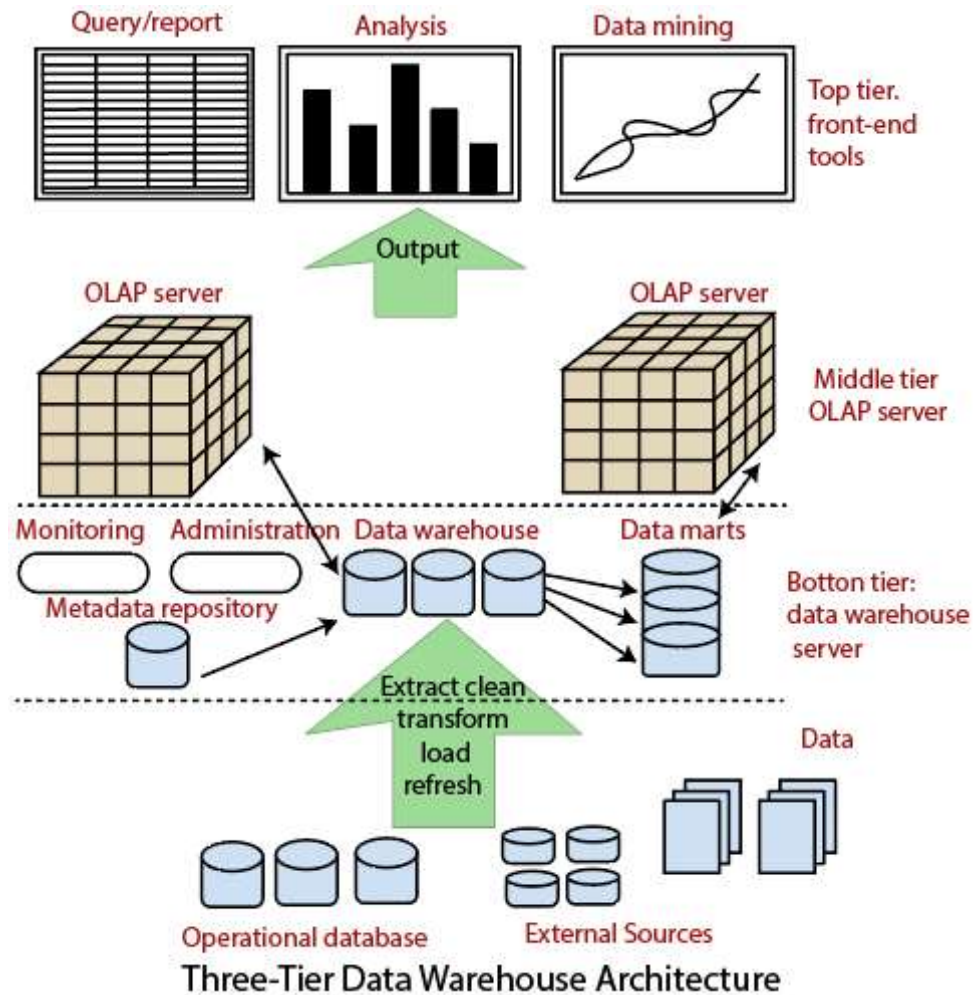 Query/report
Analysis
Data mining
Top tier.
front-end
tools
Output
OLAP server
OLAP server
Middle tier
OLAP server
Monitoring
Administration
Data warehouse
Data marts
Metadata repository
Botton tier:
data warehouse
server
Extract clean
transform
load
refresh
Data
Operational database
External Sources
Three-Tier Data Warehouse Architecture